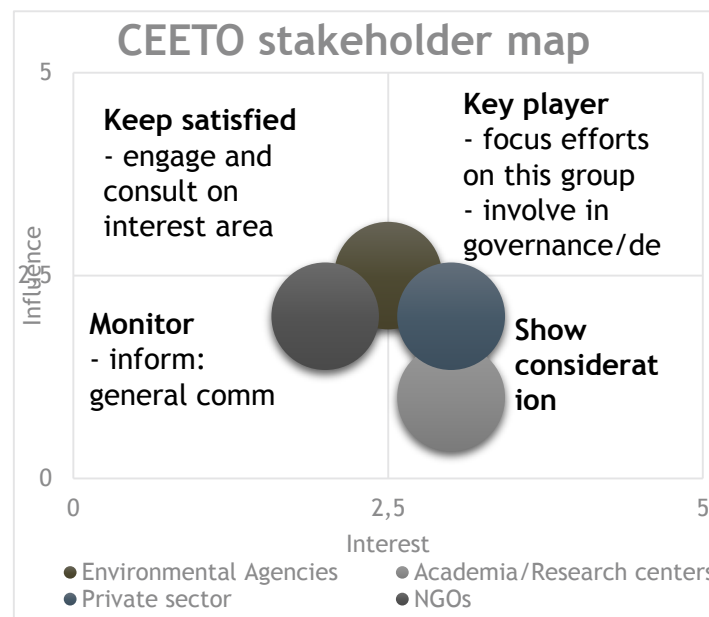 CEETO stakeholder map
5
Keep satisfied
- engage and
consult on
interest area
Key player
- focus efforts
on this group
- involve in
governance/de
2,5
Influence
Monitor
- inform:
general comm
Show
considerat
ion
0
0
2,5
5
Interest
Environmental Agencies
Academia/Research centers
Private sector
NGOs